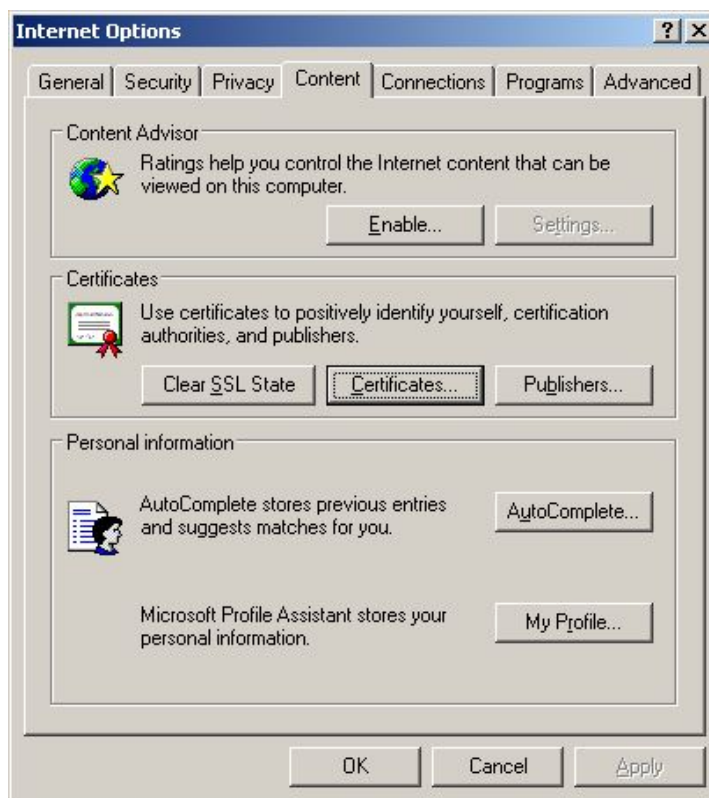 Internet Options
General Security Privacy Content Connections Programs Advanced
Content Advisor
Ratings help you control the Internet content that can be
viewed on this computer.
Enable... Settings...
Certificates
Use certificates to positively identify yourself, certification
authorities, and publishers.
Clear SSL State Certificates... Publishers...
Personal information
AutoComplete stores previous entries
and suggests matches for you.
AutoComplete...
Microsoft Profile Assistant stores your
personal information.
My Profile...
OK Cancel Apply